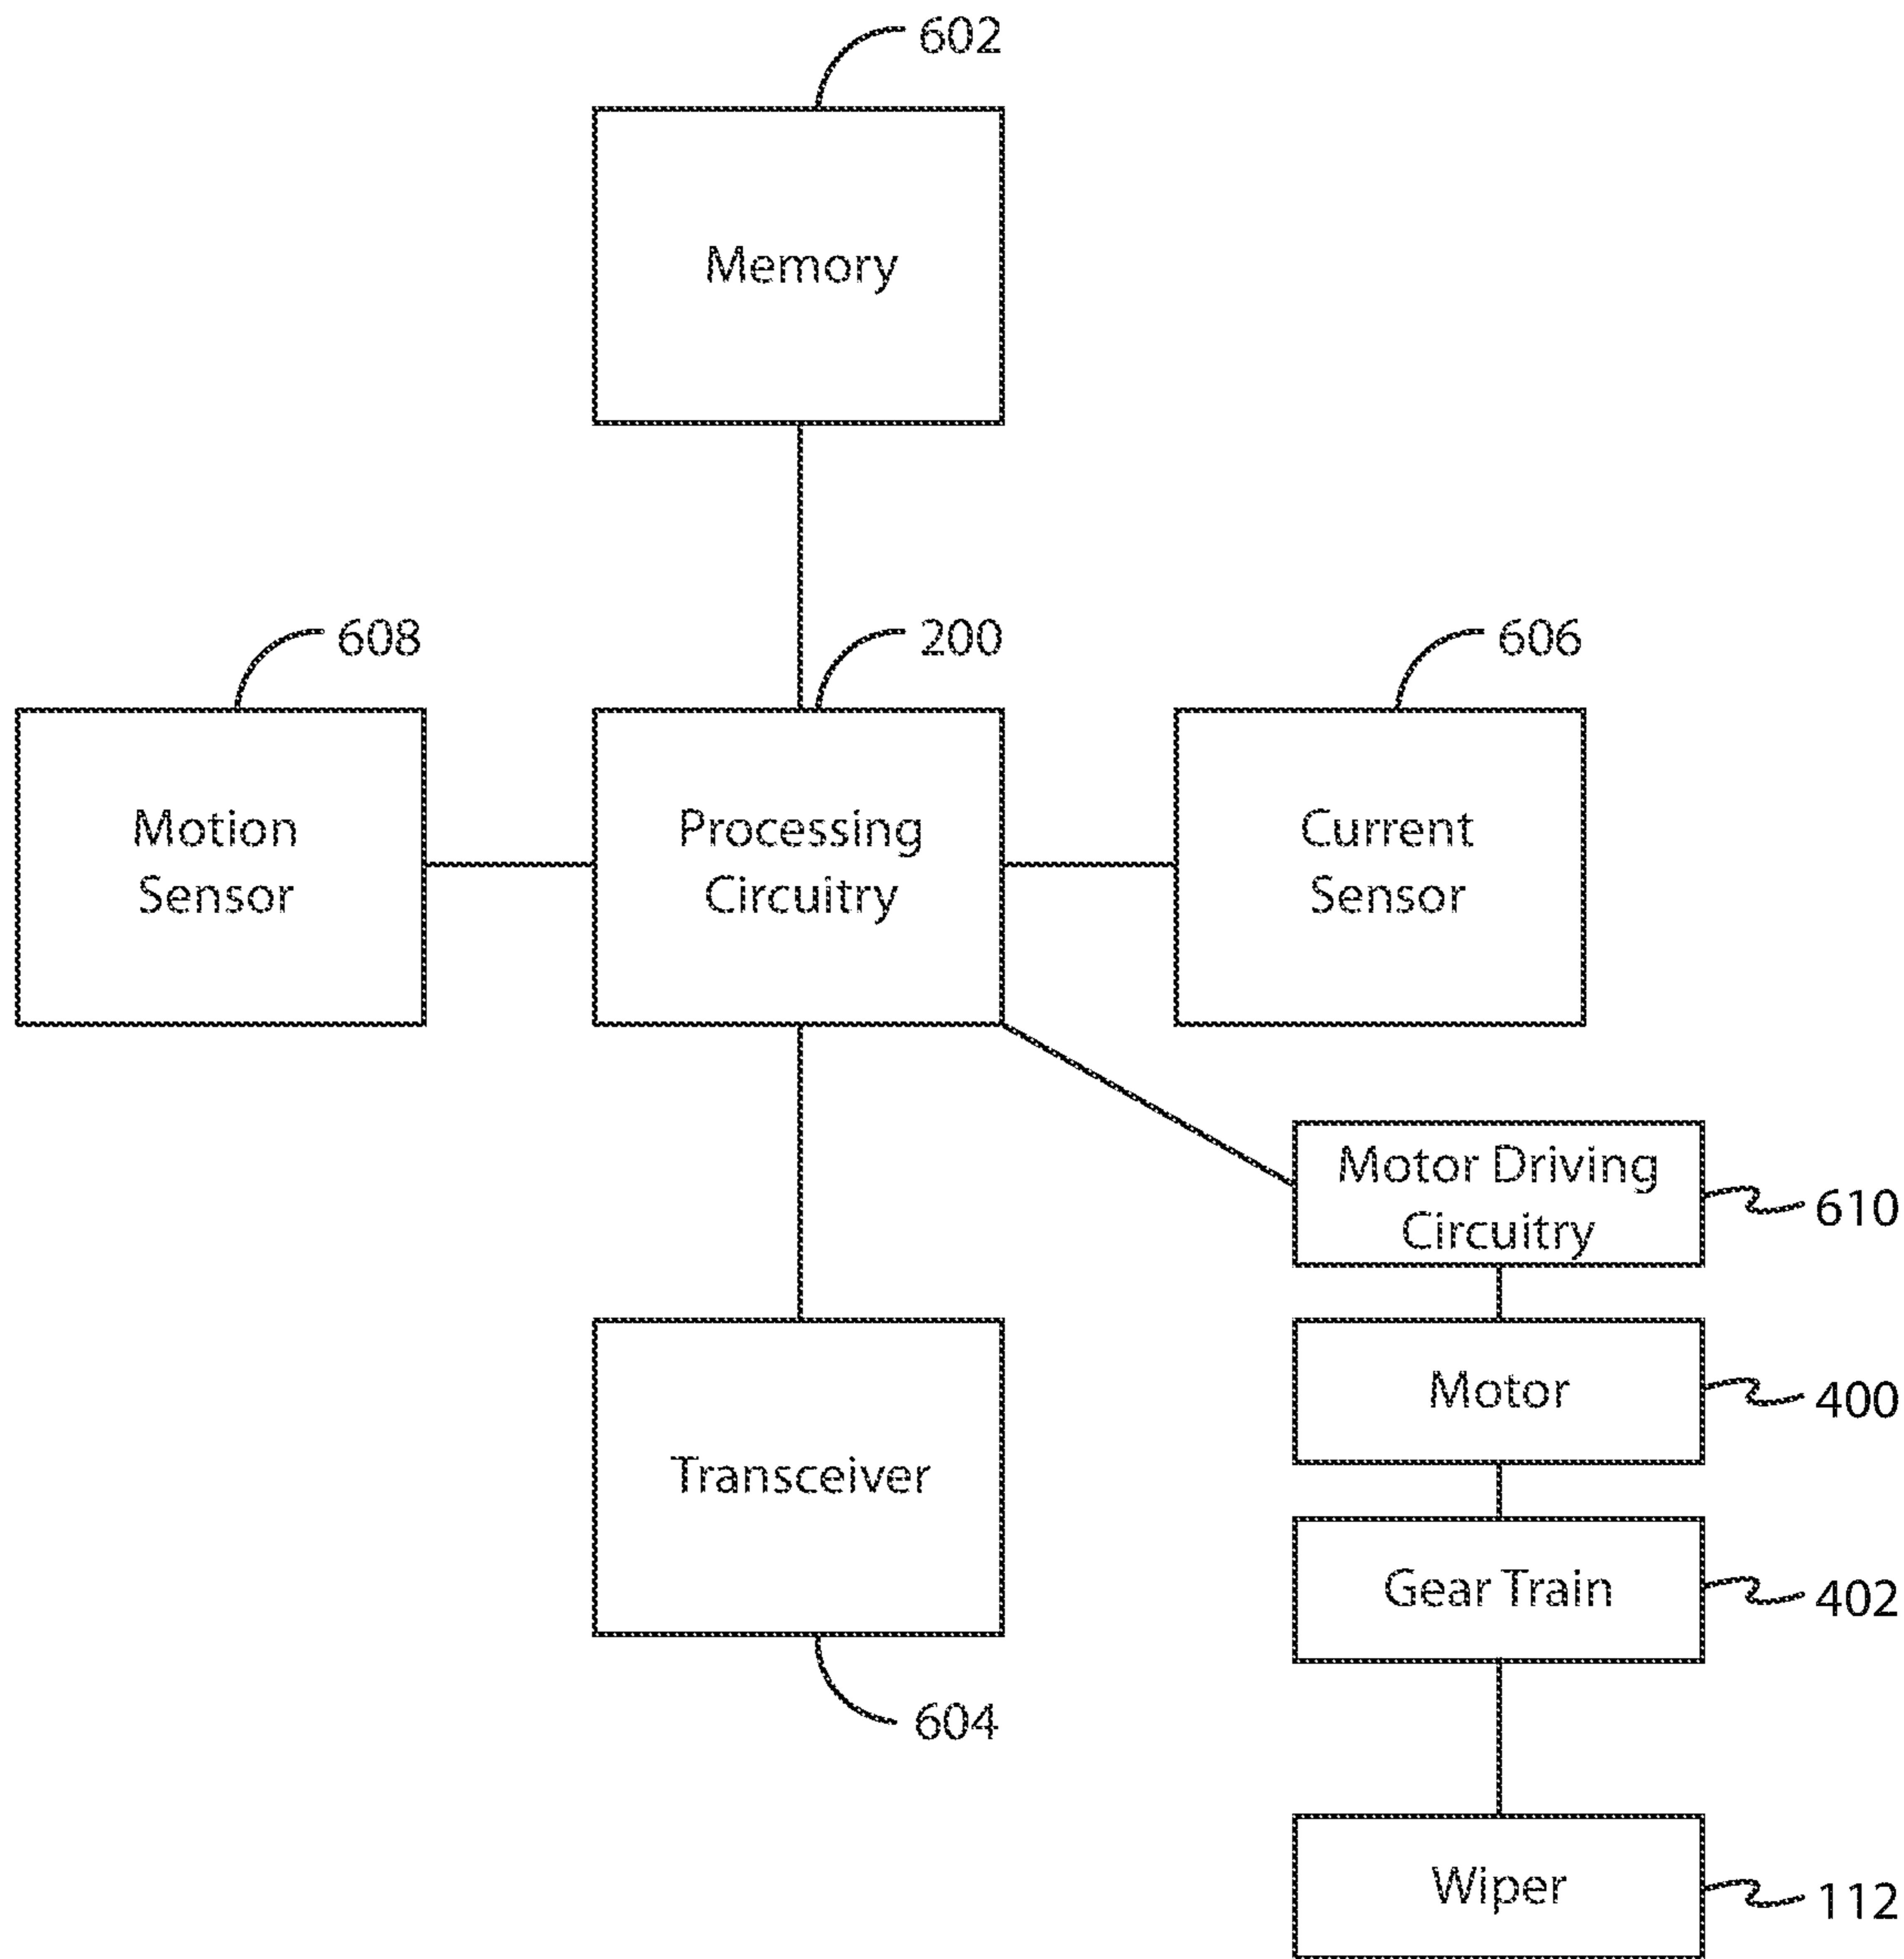 602
Memory
608
200
606
Motion
Sensor
Processing
Circuitry
Current
Sensor
Motor Driving
Circuitry
610
Motor
400
Transceiver
Gear Train
402
604
Wiper
112